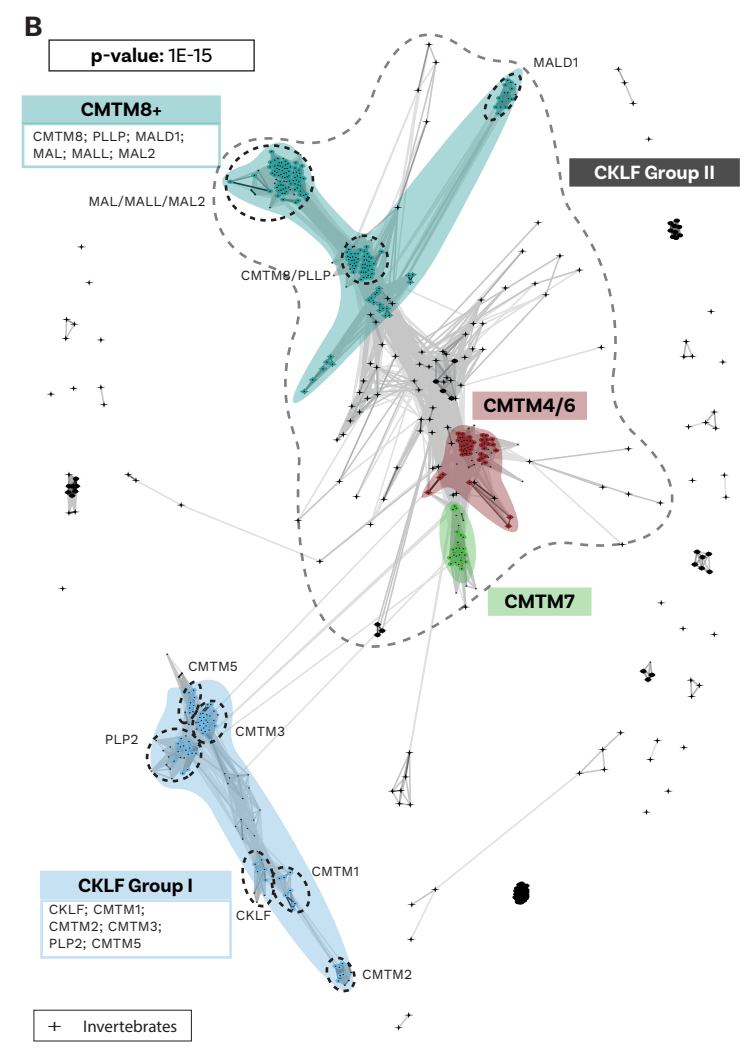 B
p-value: 1E-15
MALD1
CMTM8+
CMTM8; PLLP; MALD1;
MAL; MALL; MAL2
CKLF Group II
MAL/MALL/MAL2
CMTM8/PLLP
CMTM4/6
CMTM7
CMTM5
CMTM3
PLP2
CKLF Group I
CKLF; CMTM1;
CMTM2; CMTM3;
PLP2; CMTM5
CMTM1
CKLF
CMTM2
Invertebrates